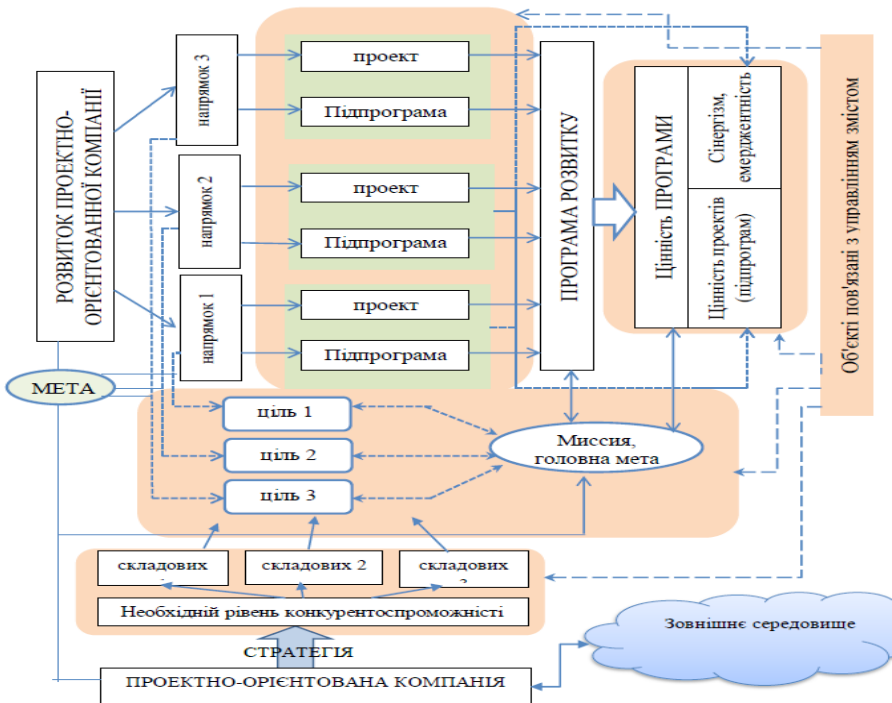 РОЗВИТОК ПРОЕКТНО-
ОРІЄНТОВАННОЇ КОМПАНІЇ
напрямок 3
напрямок 2
напрямок 1
проект
Підпрограма
проект
Підпрограма
проект
Підпрограма
ПРОГРАМА РОЗВИТКУ
Цінність ПРОГРАМИ
Сінергізм,
емерджентність
Цінність проектів
(підпрограм)
Об'єкті пов'язані з управлінням змістом
МЕТА
ціль 1
ціль 2
ціль 3
Миссия,
головна мета
складових
складових 2
складових
Необхідній рівень конкурентоспроможністі
СТРАТЕГІЯ
ПРОЕКТНО-ОРІЄНТОВАНА КОМПАНІЯ
Зовнішнє середовище